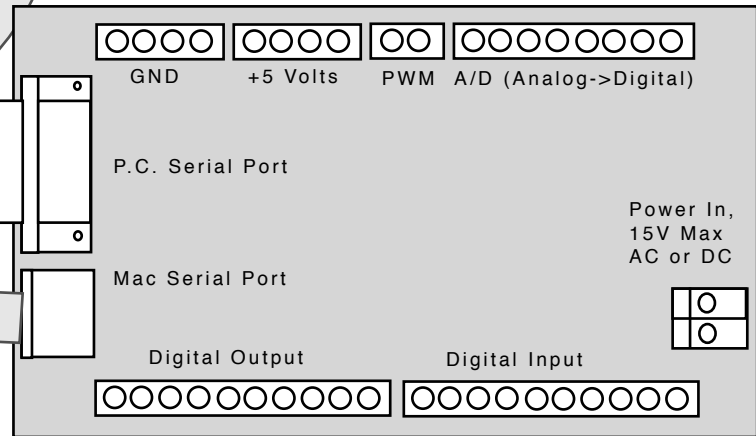 GND
+5 Volts
PWM
A/D (Analog->Digital)
P.C. Serial Port
Power In,
15V Max
AC or DC
Mac Serial Port
Digital Output
Digital Input